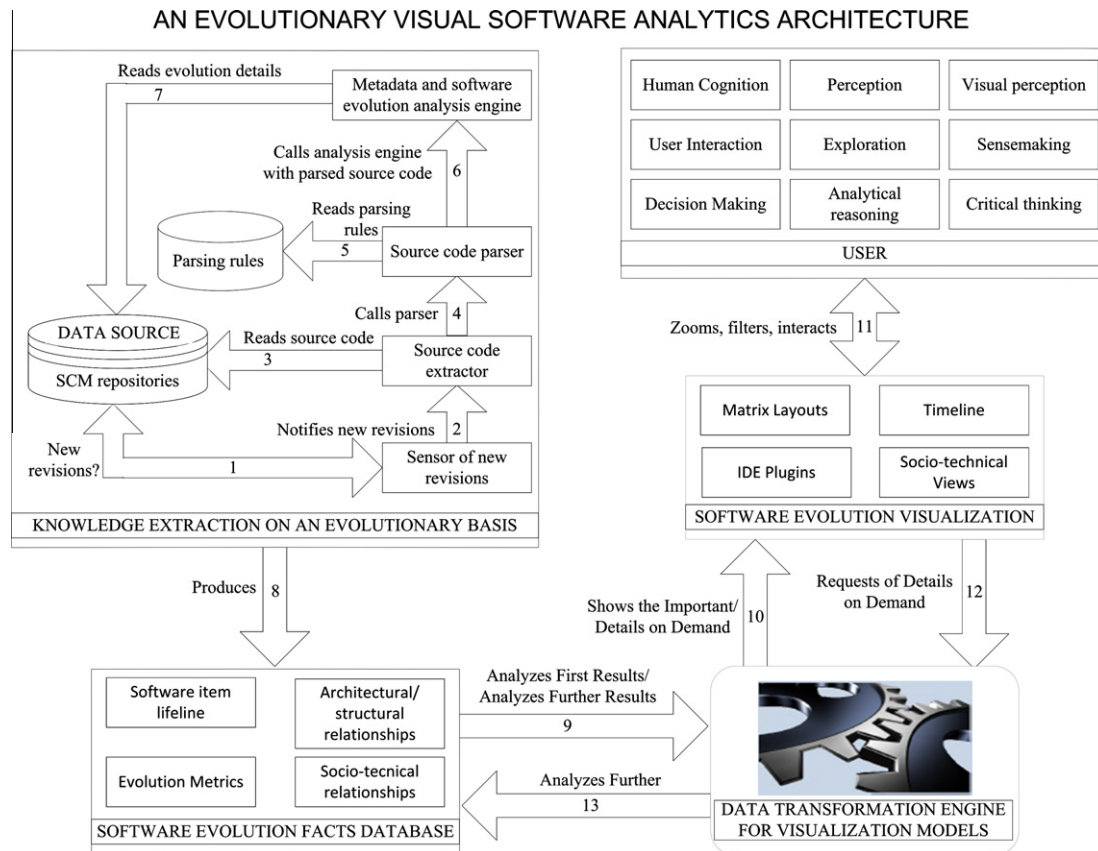 AN EVOLUTIONARY VISUAL SOFTWARE ANALYTICS ARCHITECTURE
Reads evolution details
7
Metadata and software
evolution analysis engine
Calls analysis engine
with parsed source code
6
Reads parsing
rules
5
Parsing rules
Source code parser
Calls parser
4
DATA SOURCE
SCM repositories
Reads source code
3
Source code
extractor
Notifies new revisions
2
New
revisions?
1
Sensor of new
revisions
KNOWLEDGE EXTRACTION ON AN EVOLUTIONARY BASIS
Human Cognition
Perception
Visual perception
User Interaction
Exploration
Sensemaking
Decision Making
Analytical
reasoning
Critical thinking
USER
Zooms, filters, interacts
11
Matrix Layouts
Timeline
IDE Plugins
Socio-technical
Views
SOFTWARE EVOLUTION VISUALIZATION
Produces
8
Shows the Important/
Details on Demand
10
Requests of Details
on Demand
12
Software item
lifeline
Architectural/
structural
relationships
Evolution Metrics
Socio-tecnical
relationships
SOFTWARE EVOLUTION FACTS DATABASE
Analyzes First Results/
Analyzes Further Results
9
Analyzes Further
13
DATA TRANSFORMATION ENGINE
FOR VISUALIZATION MODELS